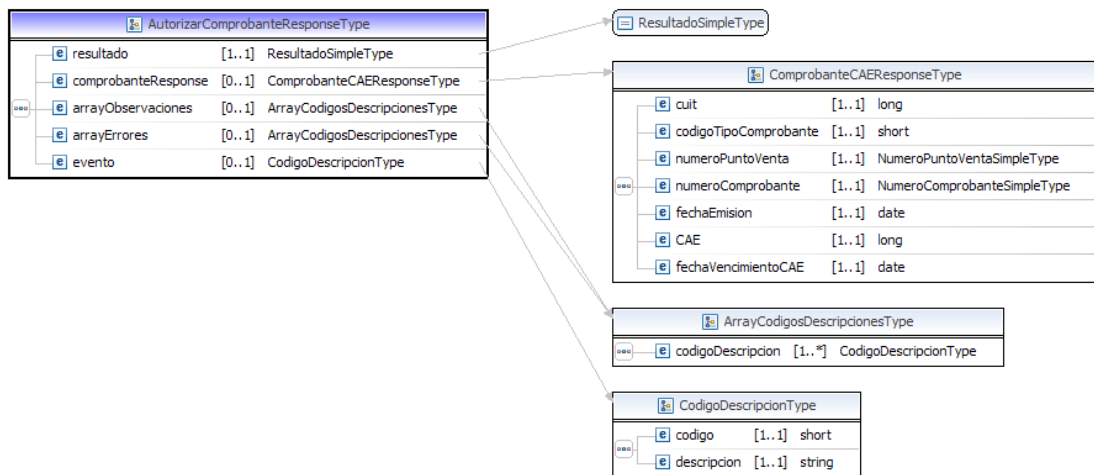 AutorizarComprobanteResponseType
resultado [1..1] ResultadoSimpleType
comprobanteResponse [0..1] ComprobanteCAEResponseType
arrayObservaciones [0..1] ArrayCodigosDescripcionesType
arrayErrores [0..1] ArrayCodigosDescripcionesType
evento [0..1] CodigoDescripcionType
ResultadoSimpleType
ComprobanteCAEResponseType
cuit [1..1] long
codigoTipoComprobante [1..1] short
numeroPuntoVenta [1..1] NumeroPuntoVentaSimpleType
numeroComprobante [1..1] NumeroComprobanteSimpleType
fechaEmision [1..1] date
CAE [1..1] long
fechaVencimientoCAE [1..1] date
ArrayCodigosDescripcionesType
codigoDescripcion [1..*] CodigoDescripcionType
CodigoDescripcionType
codigo [1..1] short
descripcion [1..1] string